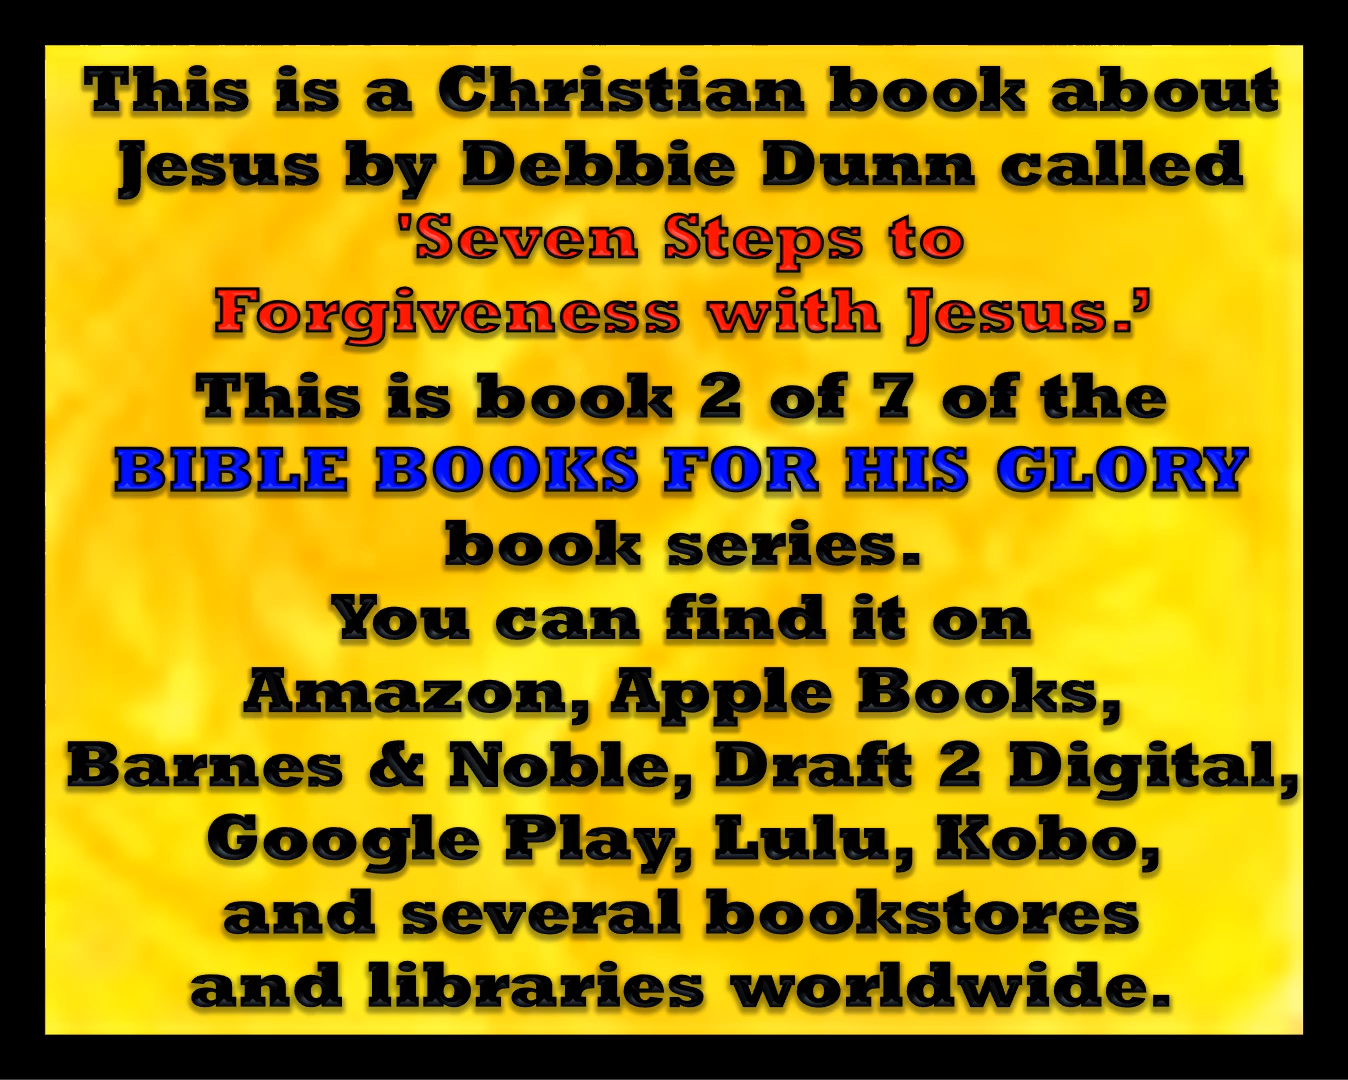 This is a Christian book about
Jesus by Debbie Dunn called
'Seven Steps to
Forgiveness with Jesus.’
This is book 2 of 7 of the
BIBLE BOOKS FOR HIS GLORY
book series.
You can find it on
Amazon, Apple Books,
Barnes & Noble, Draft 2 Digital,
Google Play, Lulu, Kobo,
and several bookstores
and libraries worldwide.